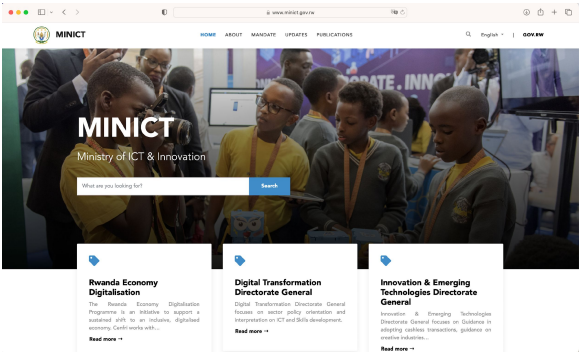 www.minict.gov.rw
MINICT
HOME ABOUT MANDATE UPDATES PUBLICATIONS
English
|
GOV.RW
MINICT
Ministry of ICT & Innovation
What are you looking for?
Search
Rwanda Economy
Digitalisation
The Rwanda Economy Digitalisation
Programme is an initiative to support a
sustained shift to an inclusive, digitalised
economy. Cenfri works with...
Read more →
Digital Transformation
Directorate General
Digital Transformation Directorate General
focuses on sector policy orientation and
interpretation on ICT and Skills development.
Read more →
Innovation & Emerging
Technologies Directorate
General
Innovation & Emerging Technologies
Directorate General focuses on Guidance in
adopting cashless transactions, guidance on
creative industries...
Read more →